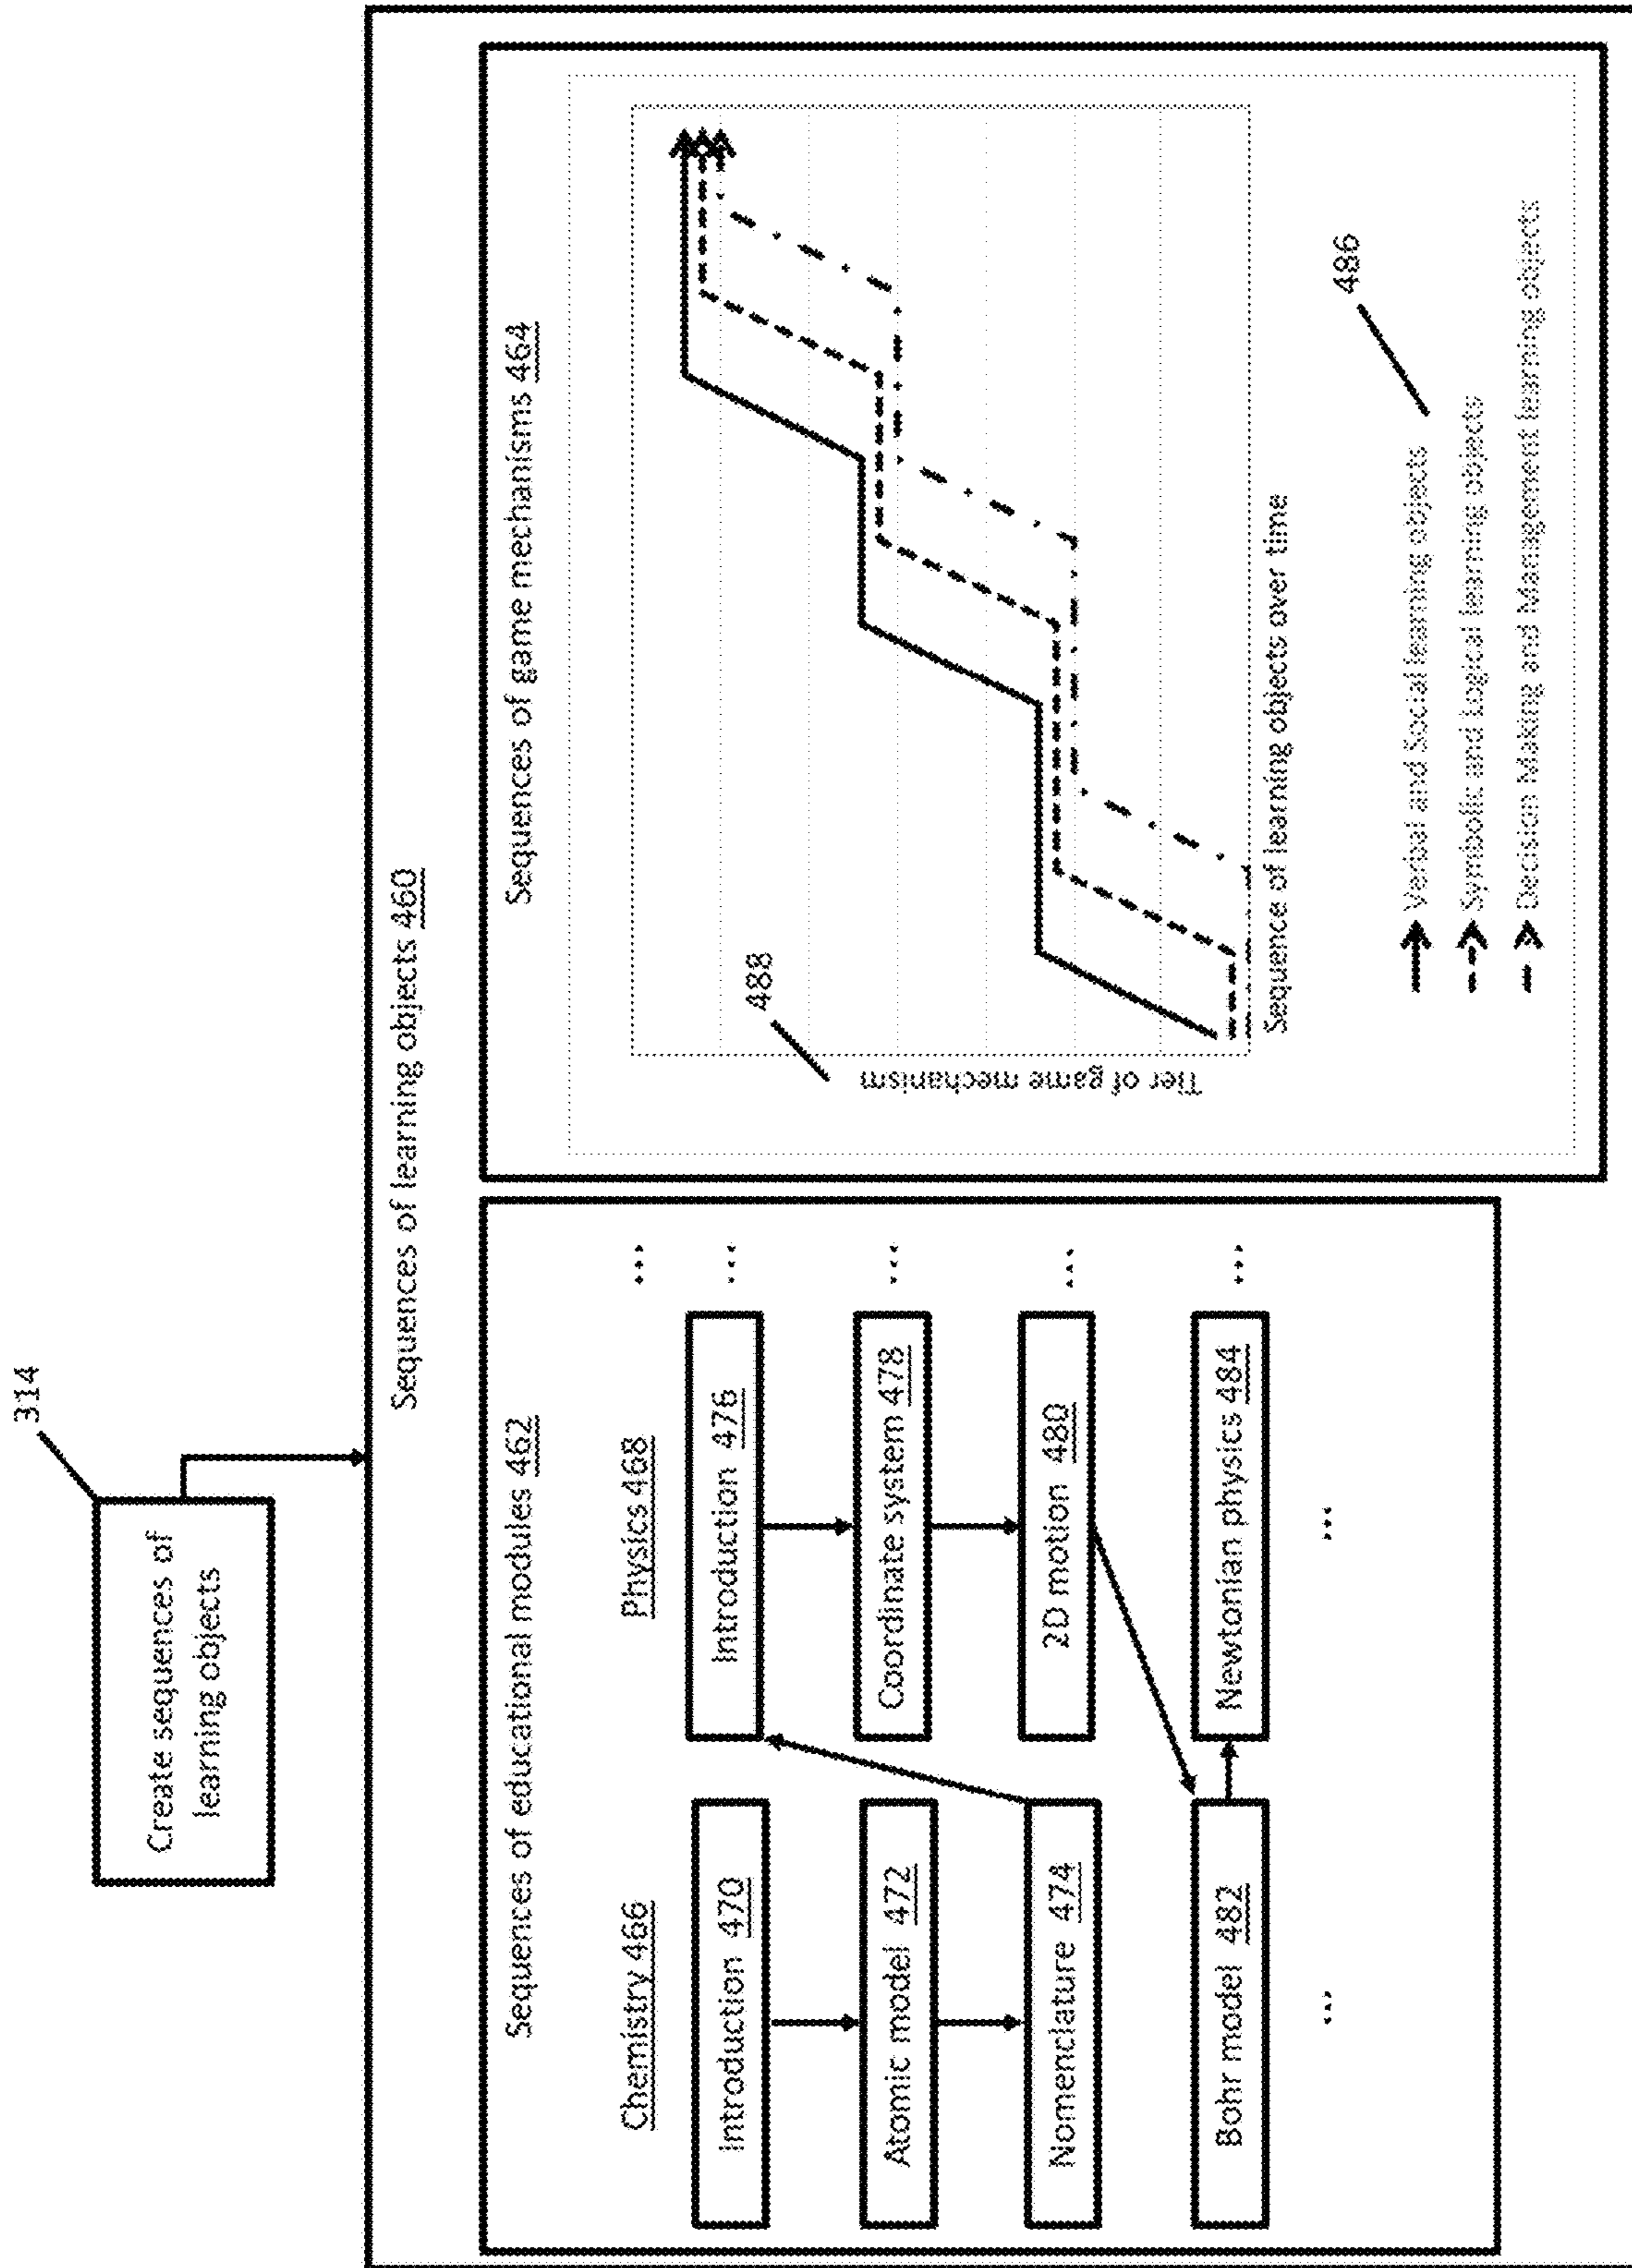 314
Create sequences of
learning objects
Sequences of learning objects 460
Sequences of educational modules 462
Chemistry 466
Physics 468
...
Introduction 470
Introduction 476
...
Atomic model 472
Coordinate system 478
...
Nomenclature 474
2D motion 480
...
Bohr model 482
Newtonian physics 484
...
...
...
Sequences of game mechanisms 464
488
Tier of game mechanism
Sequence of learning objects over time
486
Verbal and Social learning objects
Symbolic and Logical learning objects
Decision Making and Management learning objects